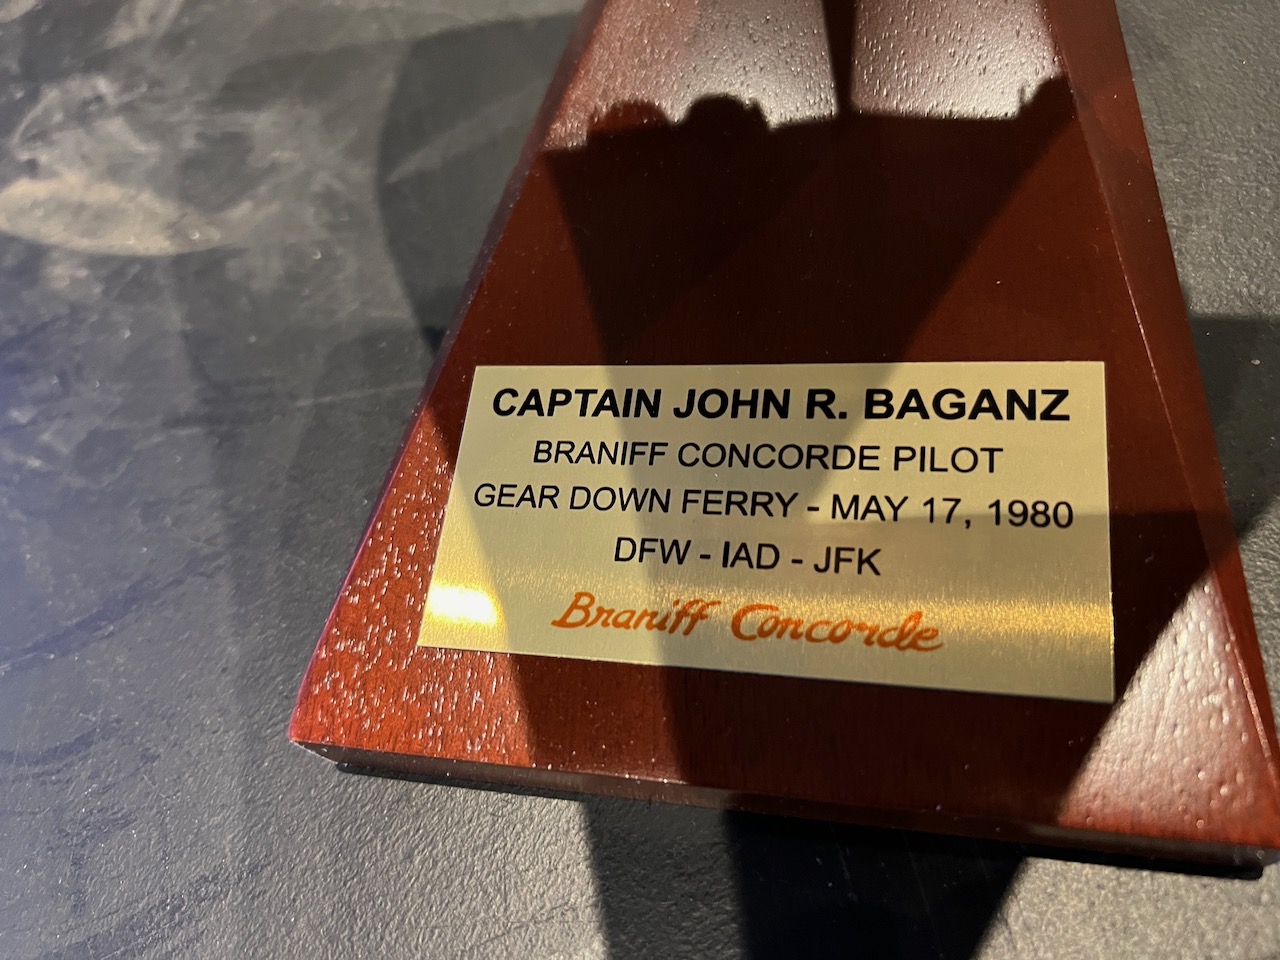 CAPTAIN JOHN R. BAGANZ
BRANIFF CONCORDE PILOT
GEAR DOWN FERRY - MAY 17, 1980
DFW - IAD - JFK
Braniff Concorde